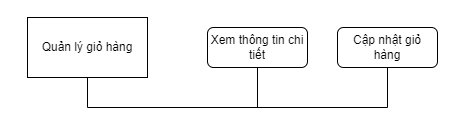 Quản lý giỏ hàng
Xem thông tin chi
tiết
Cập nhật giỏ
hàng